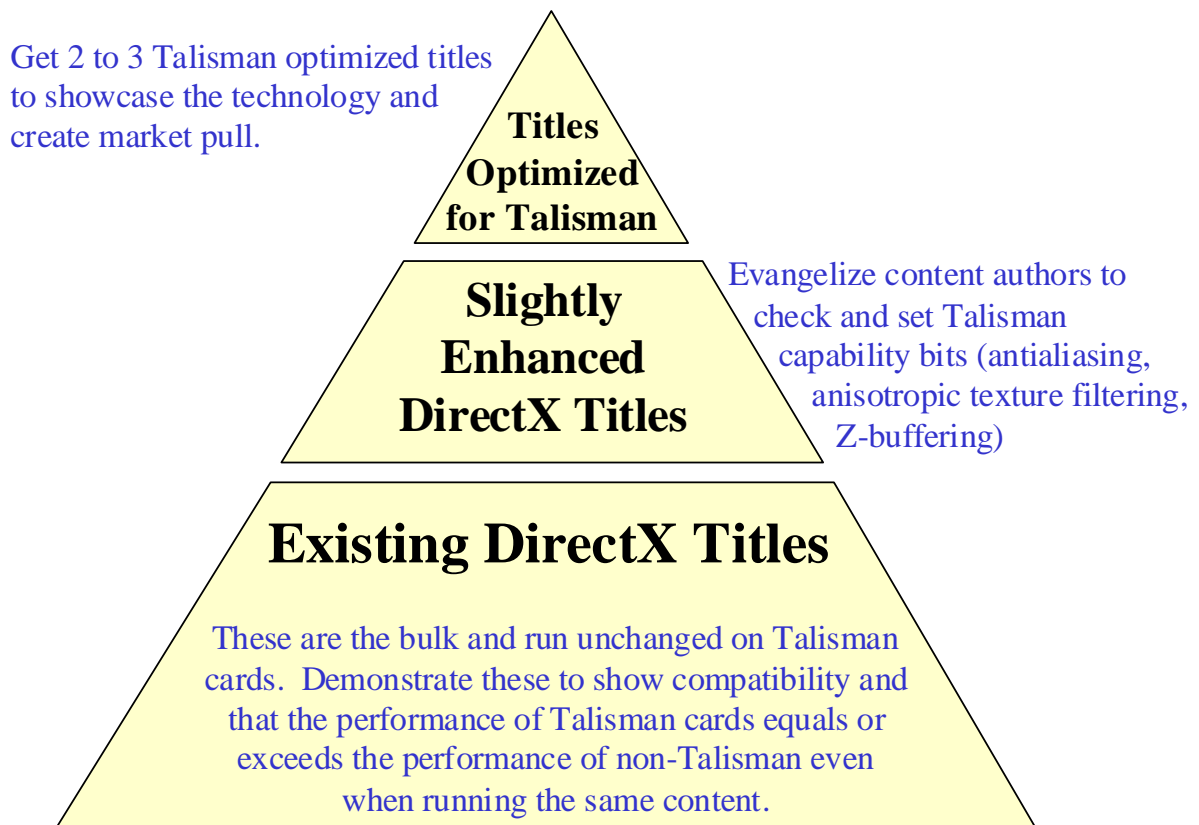 Get 2 to 3 Talisman optimized titles
to showcase the technology and
create market pull.
Titles
Optimized
for Talisman
Slightly
Enhanced
DirectX Titles
Evangelize content authors to
check and set Talisman
capability bits (antialiasing,
anisotropic texture filtering,
Z-buffering)
Existing DirectX Titles
These are the bulk and run unchanged on Talisman
cards.  Demonstrate these to show compatibility and
that the performance of Talisman cards equals or
exceeds the performance of non-Talisman even
when running the same content.